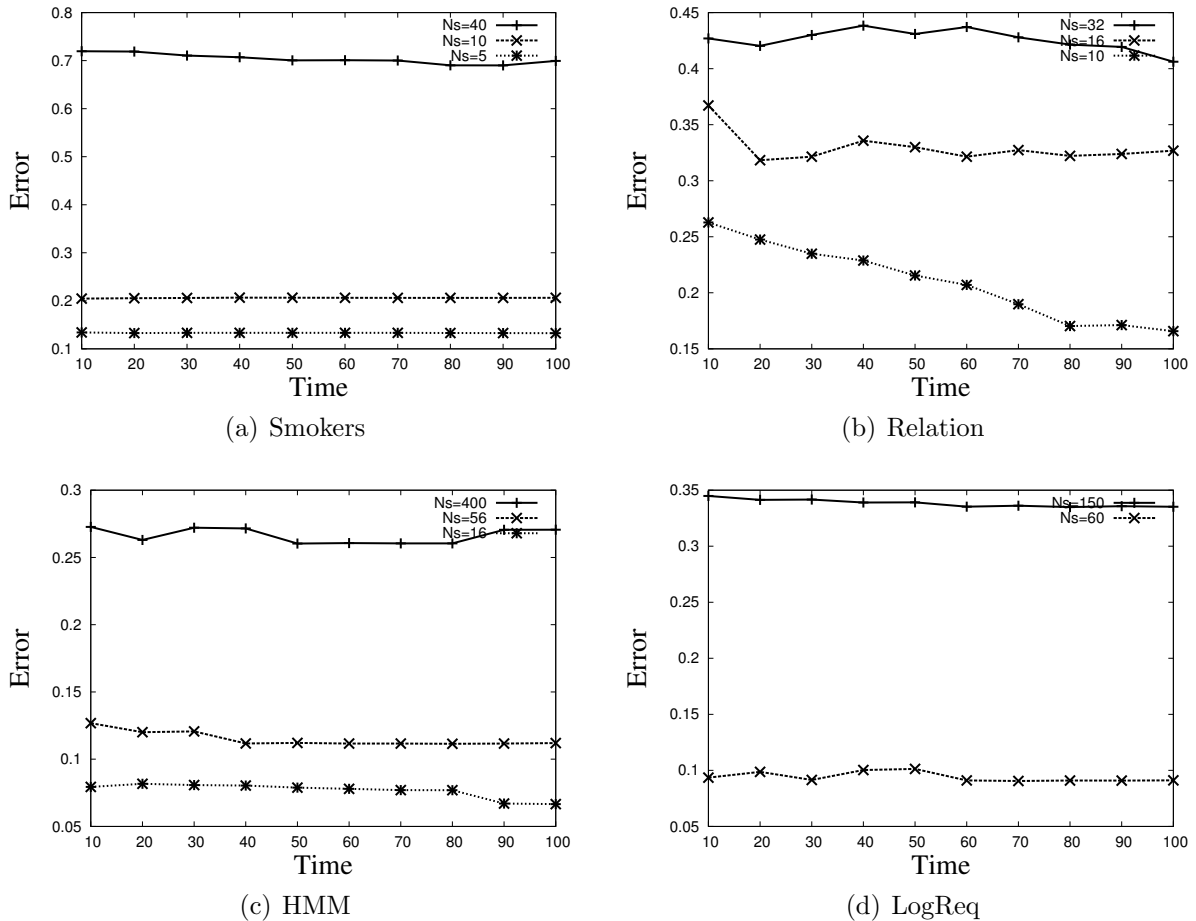 0.8
0.7
0.6
0.5
0.4
0.3
0.2
0.1
Error
Ns=40
Ns=10
Ns=5
10 20 30 40 50 60 70 80 90 100
Time
(a) Smokers
0.45
0.4
0.35
0.3
0.25
0.2
0.15
Error
Ns=32
Ns=16
Ns=10
10 20 30 40 50 60 70 80 90 100
Time
(b) Relation
0.3
0.25
0.2
0.15
0.1
0.05
Error
Ns=400
Ns=56
Ns=16
10 20 30 40 50 60 70 80 90 100
Time
(c) HMM
0.35
0.3
0.25
0.2
0.15
0.1
0.05
Error
Ns=150
Ns=60
10 20 30 40 50 60 70 80 90 100
Time
(d) LogReq